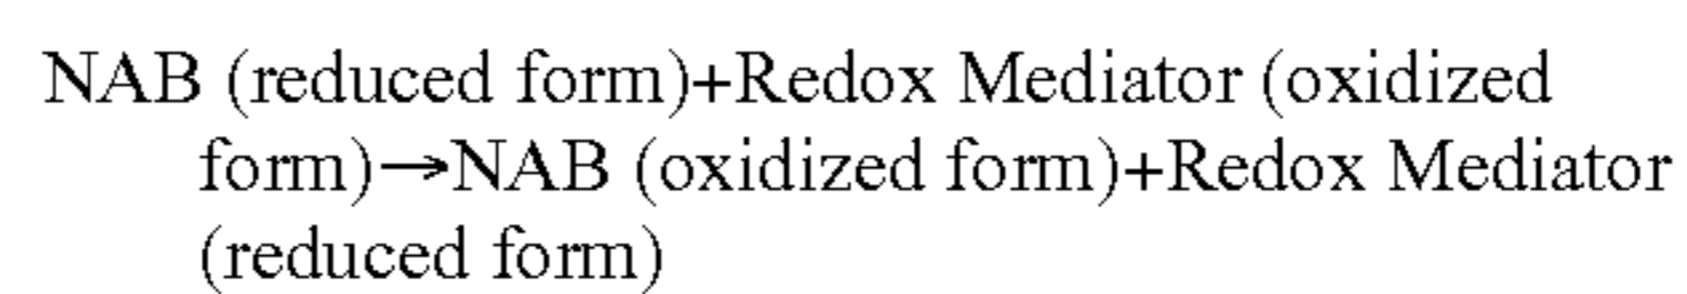 NAB (reduced form)+Redox Mediator (oxidized
form)→NAB (oxidized form)+Redox Mediator
(reduced form)